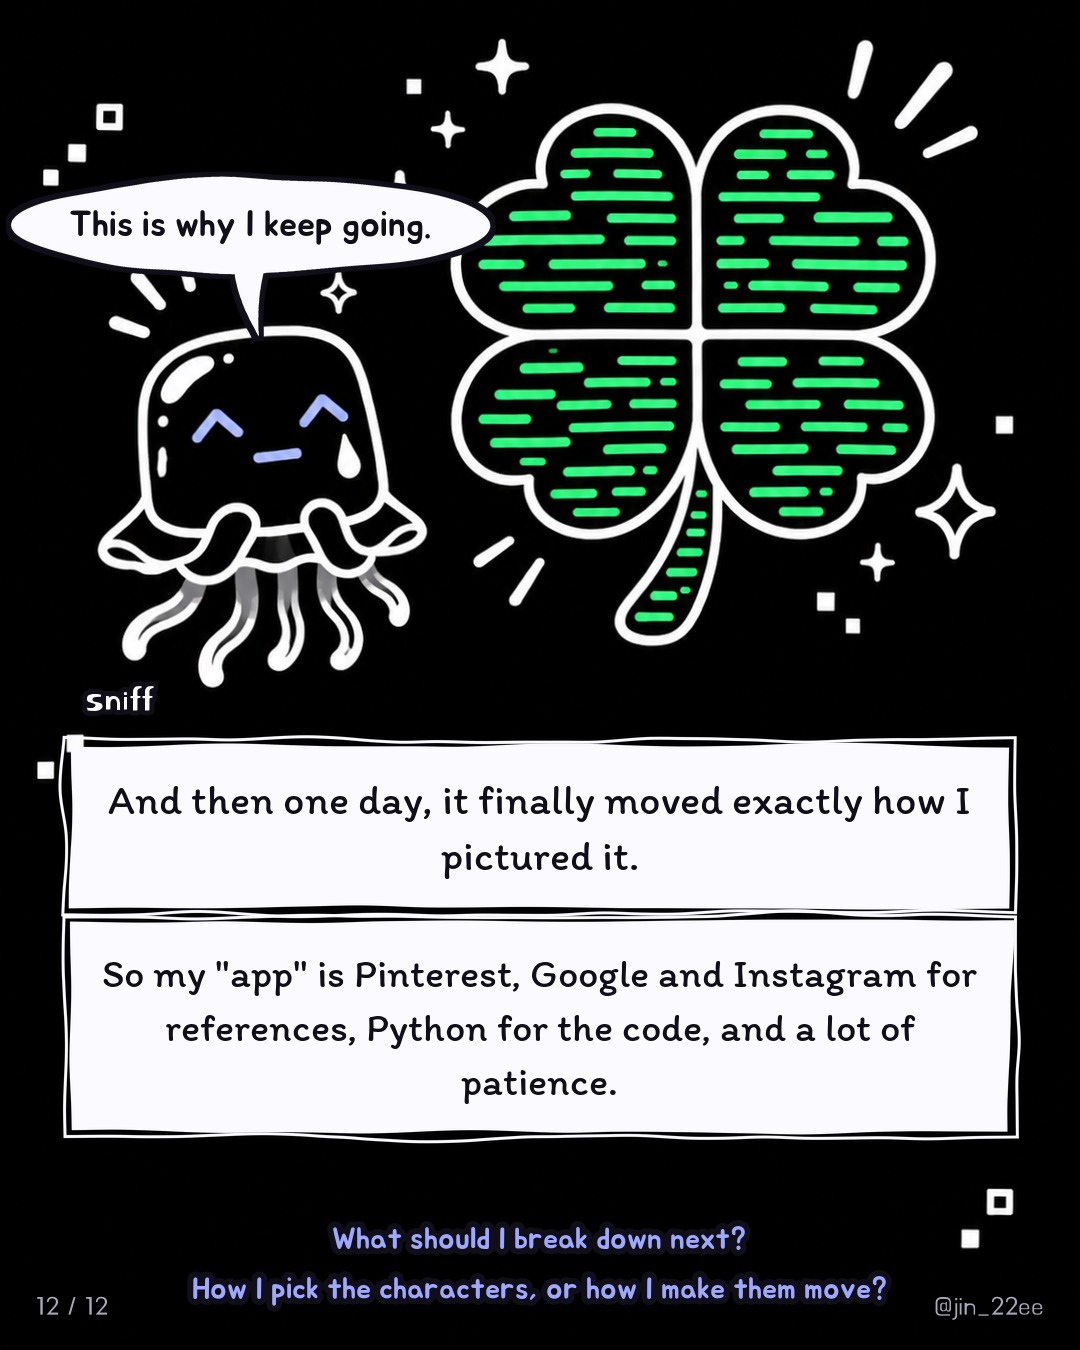 This is why I keep going.
sniff
And then one day, it finally moved exactly how I
pictured it.
So my "app" is Pinterest, Google and Instagram for
references, Python for the code, and a lot of
patience.
What should I break down next?
How I pick the characters, or how I make them move?
12 / 12
@jin_22ee